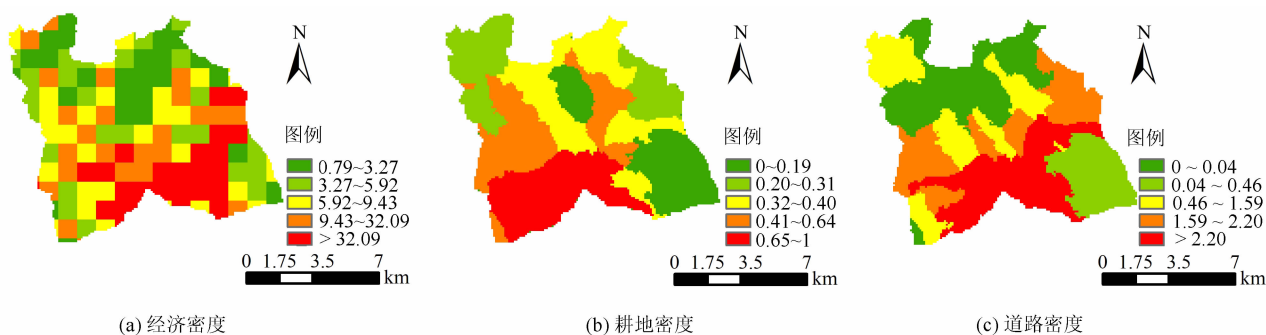 N
图例
0.79~3.27
3.27~5.92
5.92~9.43
9.43~32.09
> 32.09
0 1.75 3.5 7
km
(a) 经济密度
N
图例
0~0.19
0.20~0.31
0.32~0.40
0.41~0.64
0.65~1
0 1.75 3.5 7
km
(b) 耕地密度
N
图例
0 ~ 0.04
0.04 ~ 0.46
0.46 ~ 1.59
1.59 ~ 2.20
> 2.20
0 1.75 3.5 7
km
(c) 道路密度